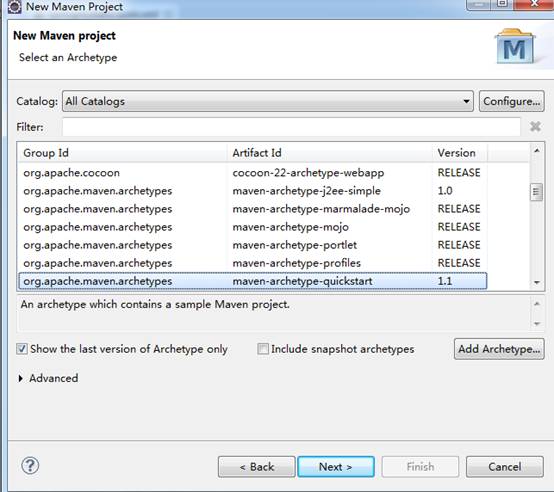 New Maven Project
New Maven project
Select an Archetype
M
Catalog: All Catalogs Configure...
Filter:
Group Id Artifact Id Version
org.apache.cocoon cocoon-22-archetype-webapp RELEASE
org.apache.maven.archetypes maven-archetype-j2ee-simple 1.0
org.apache.maven.archetypes maven-archetype-marmalade-mojo RELEASE
org.apache.maven.archetypes maven-archetype-mojo RELEASE
org.apache.maven.archetypes maven-archetype-portlet RELEASE
org.apache.maven.archetypes maven-archetype-profiles RELEASE
org.apache.maven.archetypes maven-archetype-quickstart 1.1
An archetype which contains a sample Maven project.
Show the last version of Archetype only Include snapshot archetypes Add Archetype...
Advanced
? < Back Next > Finish Cancel